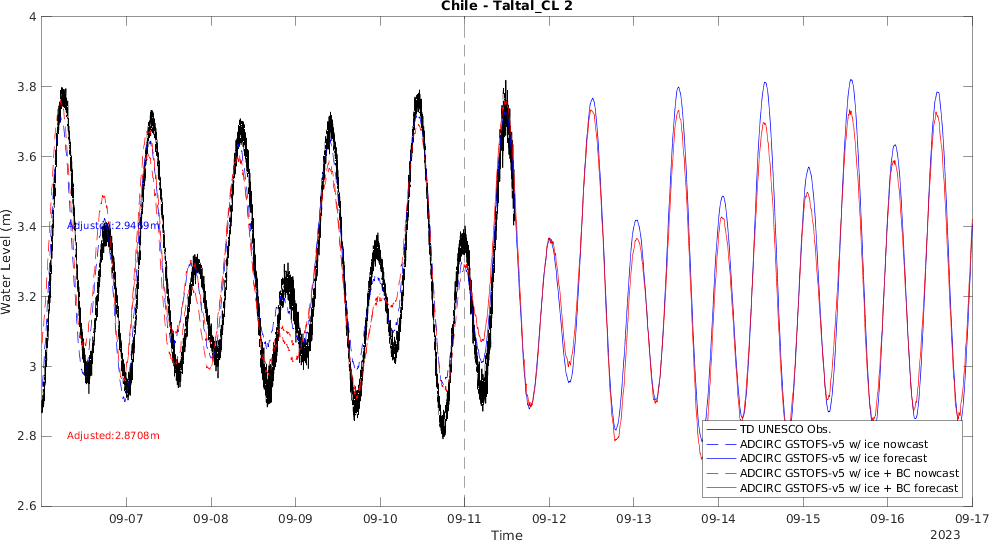 Chile - Taltal_CL 2
4
3.8
3.6
3.4
3.2
3
2.8
2.6
Water Level (m)
Adjusted:2.9469m
Adjusted:2.8708m
TD UNESCO Obs.
ADCIRC GSTOFS-v5 w/ ice nowcast
ADCIRC GSTOFS-v5 w/ ice forecast
ADCIRC GSTOFS-v5 w/ ice + BC nowcast
ADCIRC GSTOFS-v5 w/ ice + BC forecast
09-07 09-08 09-09 09-10 09-11 09-12 09-13 09-14 09-15 09-16 09-17
Time
2023